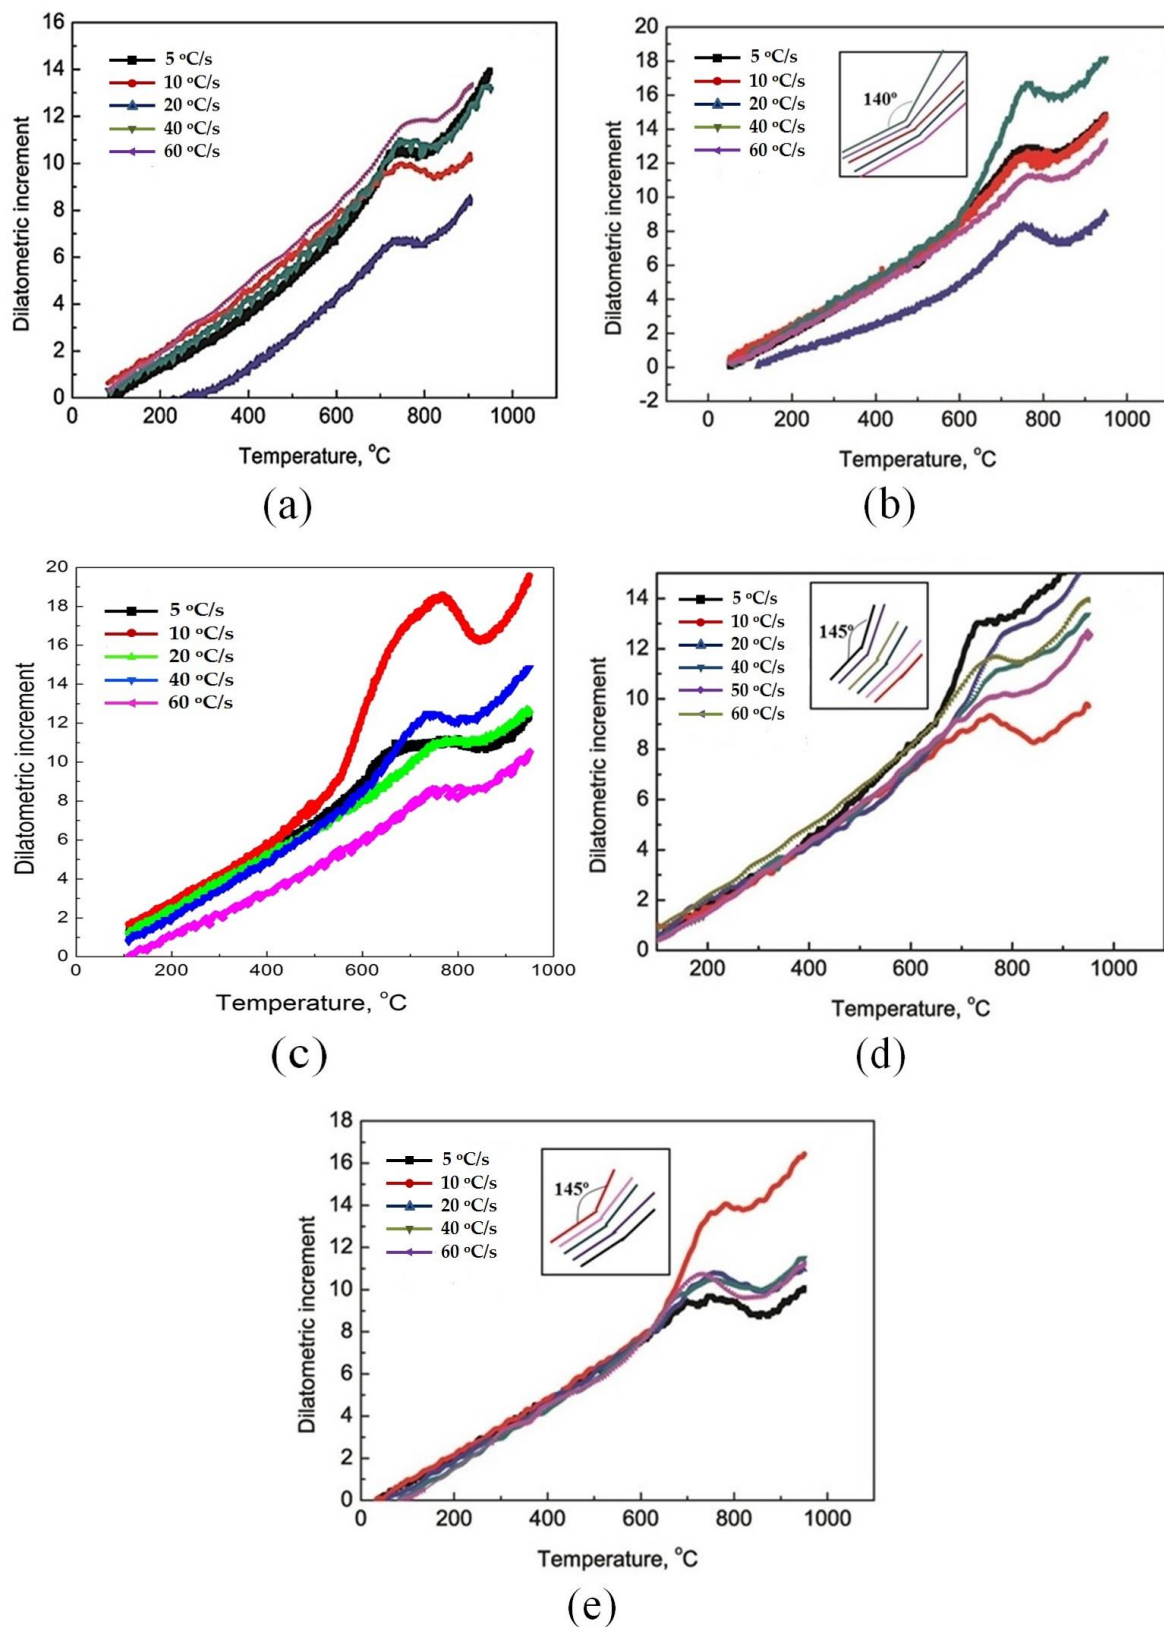 16
14
12
10
8
6
4
2
0
Dilatometric increment
5 °C/s
10 °C/s
20 °C/s
40 °C/s
60 °C/s
0 200 400 600 800 1000
Temperature, °C
(a)
20
18
16
14
12
10
8
6
4
2
0
-2
Dilatometric increment
5 °C/s
10 °C/s
20 °C/s
40 °C/s
60 °C/s
140°
0 200 400 600 800 1000
Temperature, °C
(b)
20
18
16
14
12
10
8
6
4
2
0
Dilatometric increment
5 °C/s
10 °C/s
20 °C/s
40 °C/s
60 °C/s
0 200 400 600 800 1000
Temperature, °C
(c)
14
12
10
8
6
4
2
0
Dilatometric increment
5 °C/s
10 °C/s
20 °C/s
40 °C/s
50 °C/s
60 °C/s
145°
200 400 600 800 1000
Temperature, °C
(d)
18
16
14
12
10
8
6
4
2
0
Dilatometric increment
5 °C/s
10 °C/s
20 °C/s
40 °C/s
60 °C/s
145°
0 200 400 600 800 1000
Temperature, °C
(e)